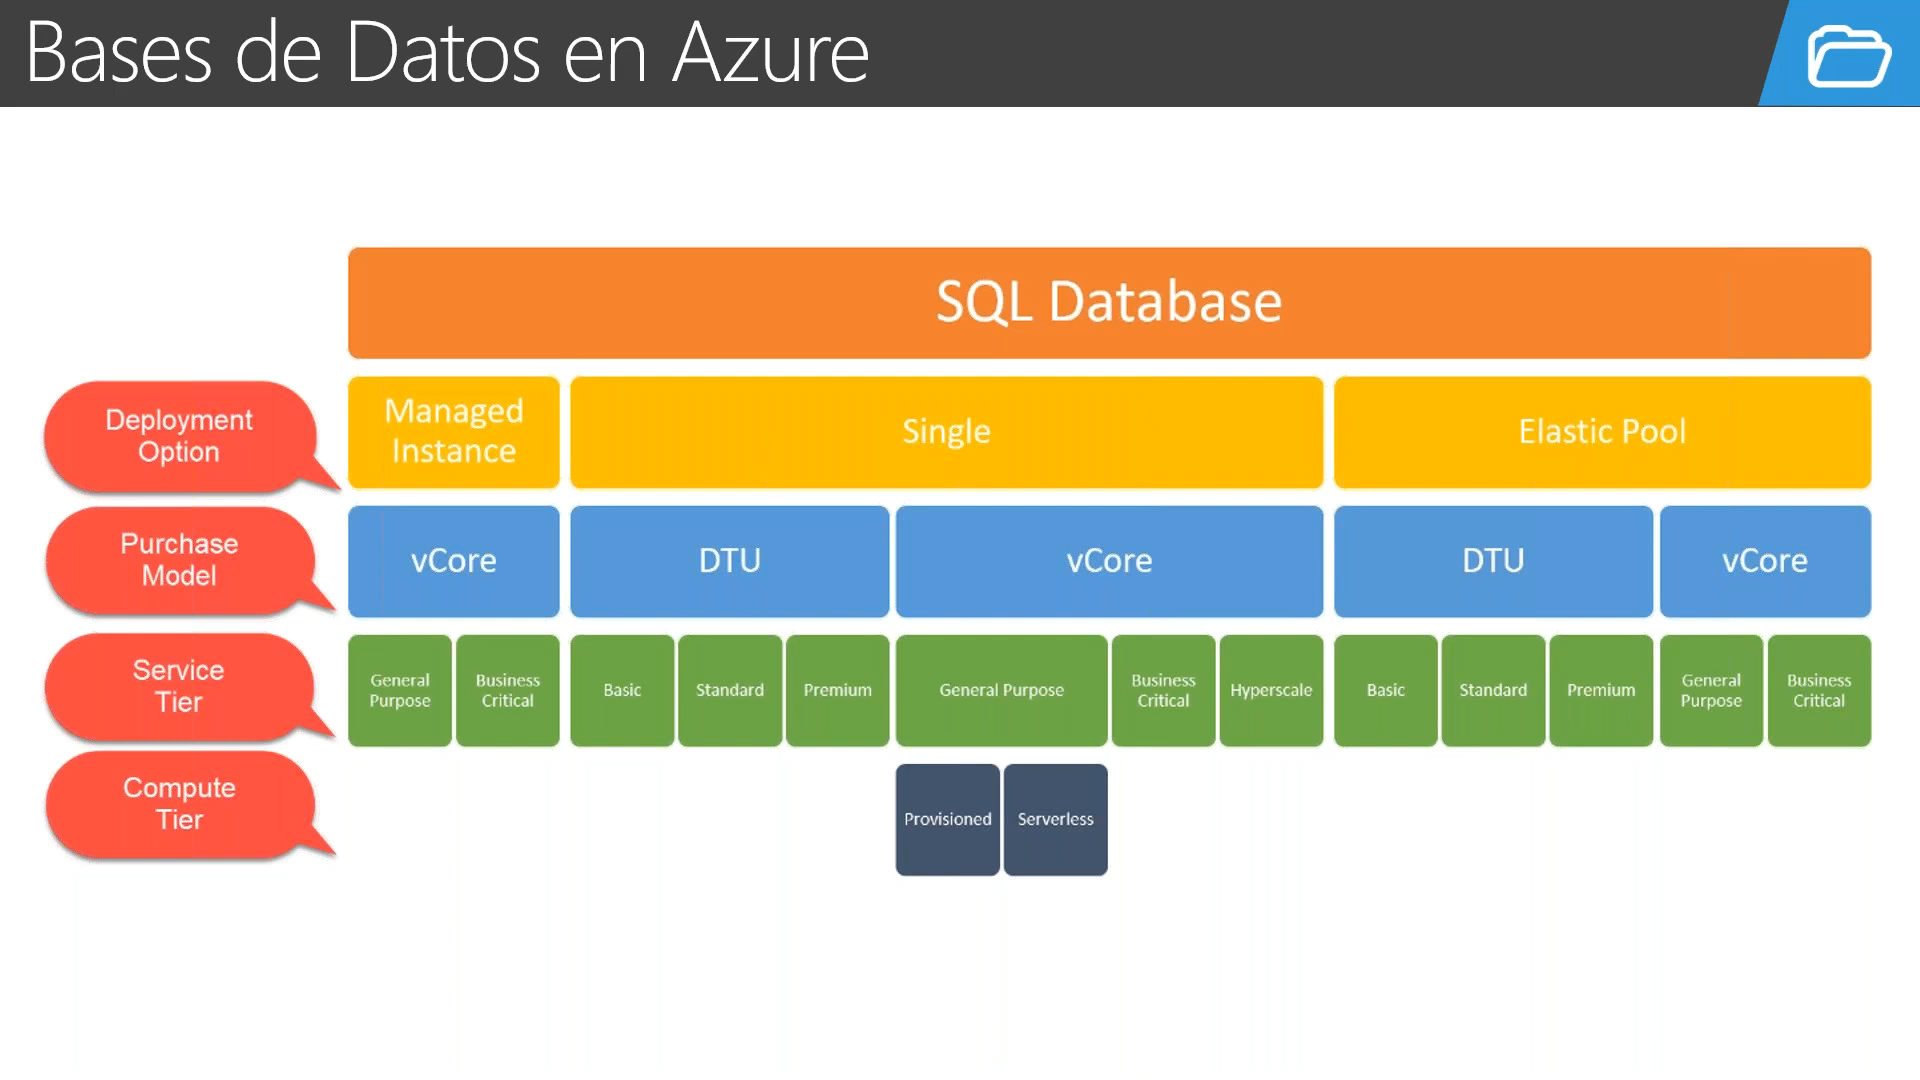 Bases de Datos en Azure
SQL Database
Deployment
Option
Managed
Instance
Single
Elastic Pool
Purchase
Model
vCore
DTU
vCore
DTU
vCore
Service
Tier
General
Purpose
Business
Critical
Basic
Standard
Premium
General Purpose
Business
Critical
Hyperscale
Basic
Standard
Premium
General
Purpose
Business
Critical
Compute
Tier
Provisioned
Serverless